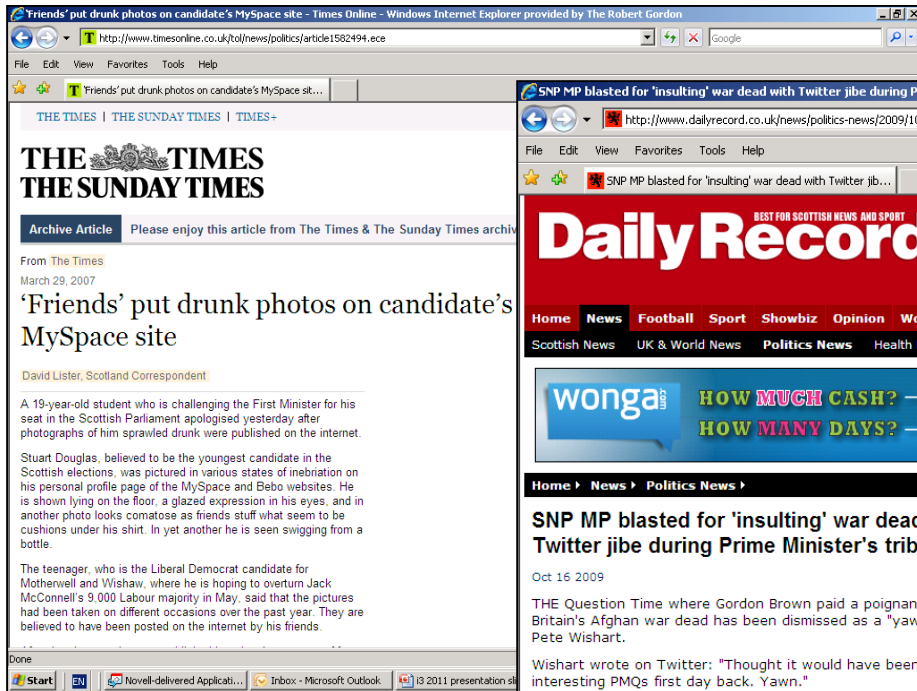 'Friends' put drunk photos on candidate's MySpace site - Times Online - Windows Internet Explorer provided by The Robert Gordon
http://www.timesonline.co.uk/tol/news/politics/article1582494.ece
Google
File Edit View Favorites Tools Help
'Friends' put drunk photos on candidate's MySpace sit...
THE TIMES | THE SUNDAY TIMES | TIMES+
THE TIMES
THE SUNDAY TIMES
Archive Article Please enjoy this article from The Times & The Sunday Times archiv
From The Times
March 29, 2007
'Friends' put drunk photos on candidate's
MySpace site
David Lister, Scotland Correspondent
A 19-year-old student who is challenging the First Minister for his
seat in the Scottish Parliament apologised yesterday after
photographs of him sprawled drunk were published on the internet.
Stuart Douglas, believed to be the youngest candidate in the
Scottish elections, was pictured in various states of inebriation on
his personal profile page of the MySpace and Bebo websites. He
is shown lying on the floor, a glazed expression in his eyes, and in
another photo looks comatose as friends stuff what seem to be
cushions under his shirt. In yet another he is seen swigging from a
bottle.
The teenager, who is the Liberal Democrat candidate for
Motherwell and Wishaw, where he is hoping to overturn Jack
McConnell's 9,000 Labour majority in May, said that the pictures
had been taken on different occasions over the past year. They are
believed to have been posted on the internet by his friends.
Done
Start EN Novell-delivered Applicati... Inbox - Microsoft Outlook i3 2011 presentation sli
SNP MP blasted for 'insulting' war dead with Twitter jibe during P
http://www.dailyrecord.co.uk/news/politics-news/2009/10
File Edit View Favorites Tools Help
SNP MP blasted for 'insulting' war dead with Twitter jib...
BEST FOR SCOTTISH NEWS AND SPORT
Daily Record
Home News Football Sport Showbiz Opinion Wo
Scottish News UK & World News Politics News Health
wonga.com
HOW MUCH CASH?
HOW MANY DAYS?
Home News Politics News
SNP MP blasted for 'insulting' war dead
Twitter jibe during Prime Minister's trib
Oct 16 2009
THE Question Time where Gordon Brown paid a poignan
Britain's Afghan war dead has been dismissed as a "yaw
Pete Wishart.
Wishart wrote on Twitter: "Thought it would have been
interesting PMQs first day back. Yawn."